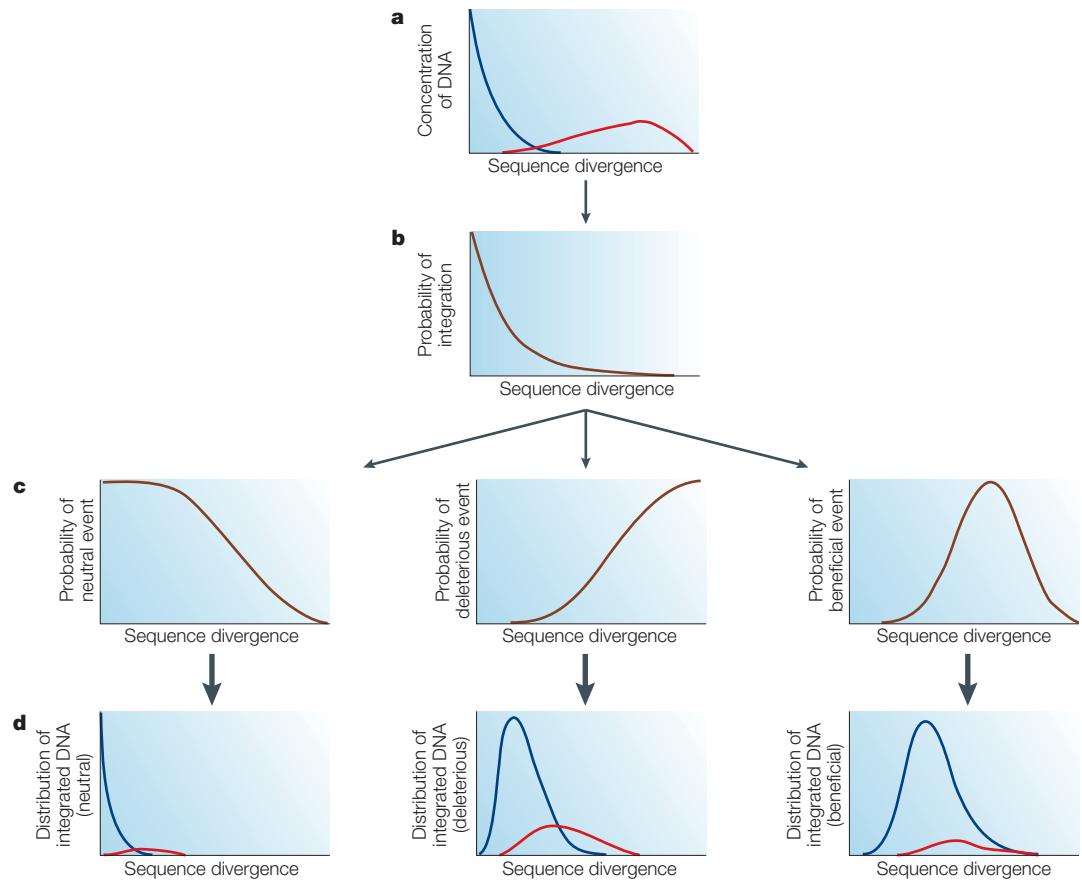 a
Concentration
of DNA
Sequence divergence
b
Probability of
integration
Sequence divergence
c
Probability of
neutral event
Sequence divergence
Probability of
deleterious event
Sequence divergence
Probability of
beneficial event
Sequence divergence
d
Distribution of
integrated DNA
(neutral)
Sequence divergence
Distribution of
integrated DNA
(deleterious)
Sequence divergence
Distribution of
integrated DNA
(beneficial)
Sequence divergence